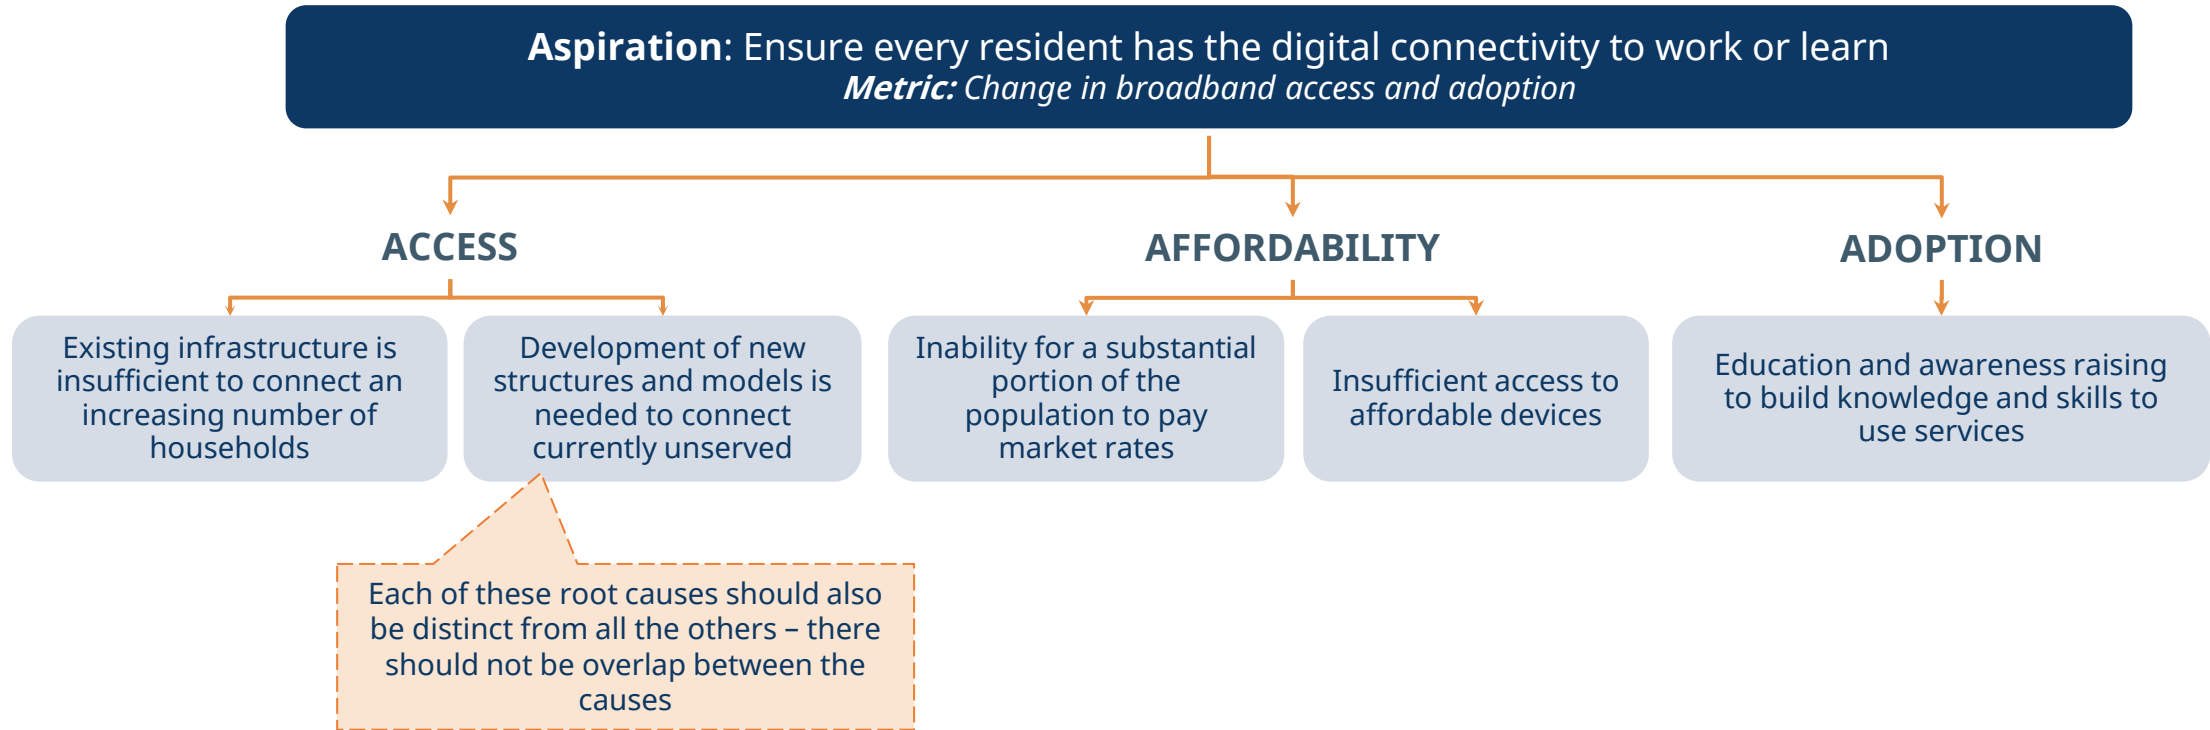 Aspiration: Ensure every resident has the digital connectivity to work or learn
Metric: Change in broadband access and adoption
ACCESS
AFFORDABILITY
ADOPTION
Existing infrastructure is
insufficient to connect an
increasing number of
households
Development of new
structures and models is
needed to connect
currently unserved
Inability for a substantial
portion of the
population to pay
market rates
Insufficient access to
affordable devices
Education and awareness raising
to build knowledge and skills to
use services
Each of these root causes should also
be distinct from all the others – there
should not be overlap between the
causes